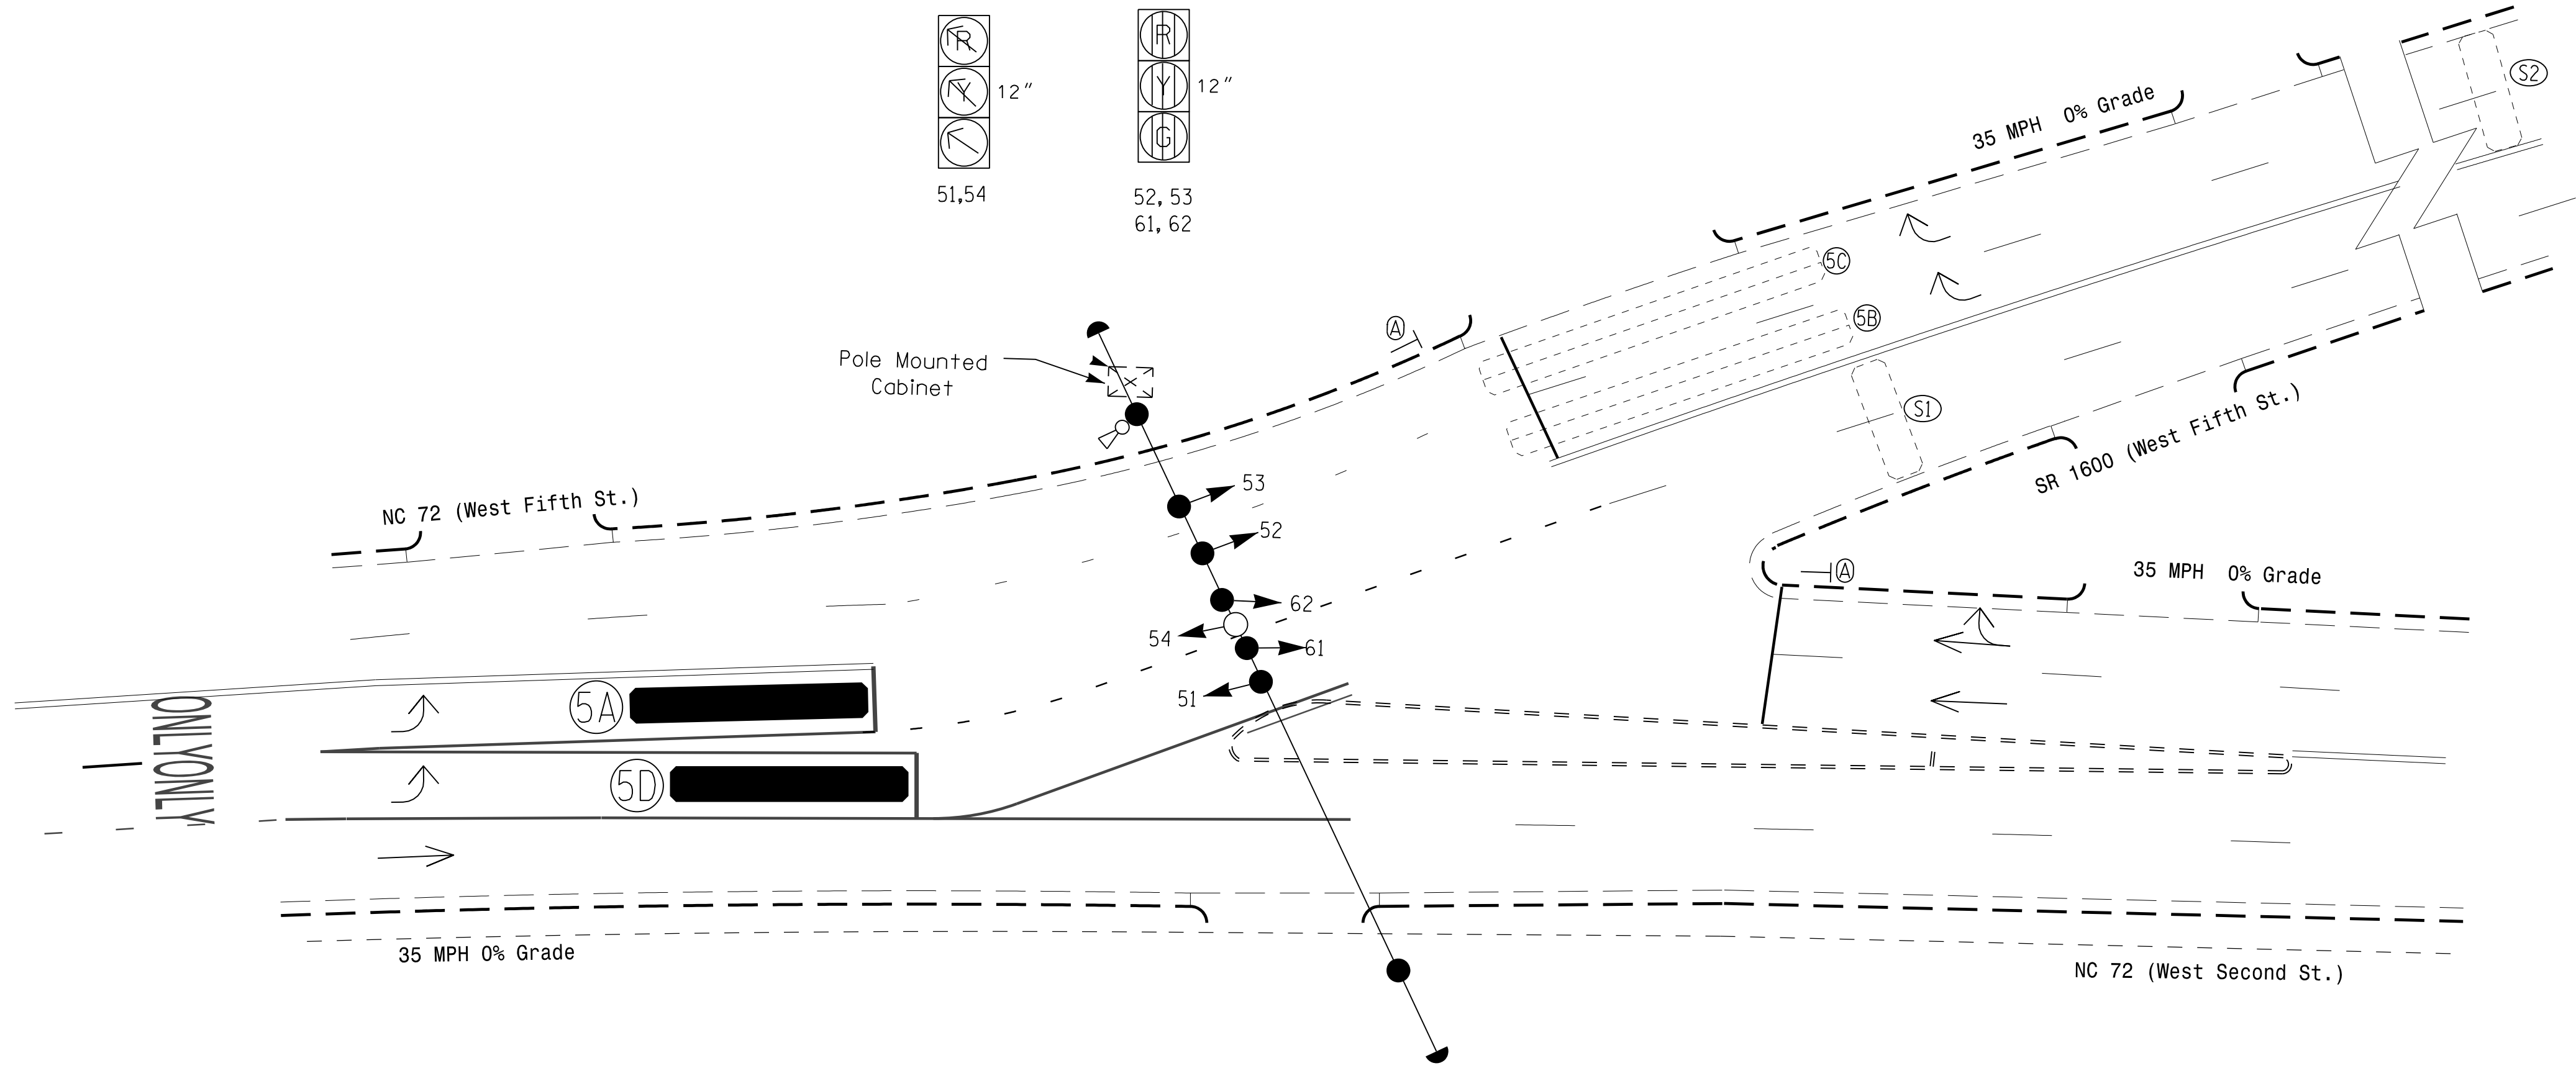 R
Y
12"
51,54
R
Y
G
12"
52, 53
61, 62
35 MPH 0% Grade
S2
Pole Mounted
Cabinet
A
5C
5B
S1
SR 1600 (West Fifth St.)
NC 72 (West Fifth St.)
53
52
62
54
61
51
A
35 MPH 0% Grade
ONLY
ONLY
5A
5D
35 MPH 0% Grade
NC 72 (West Second St.)